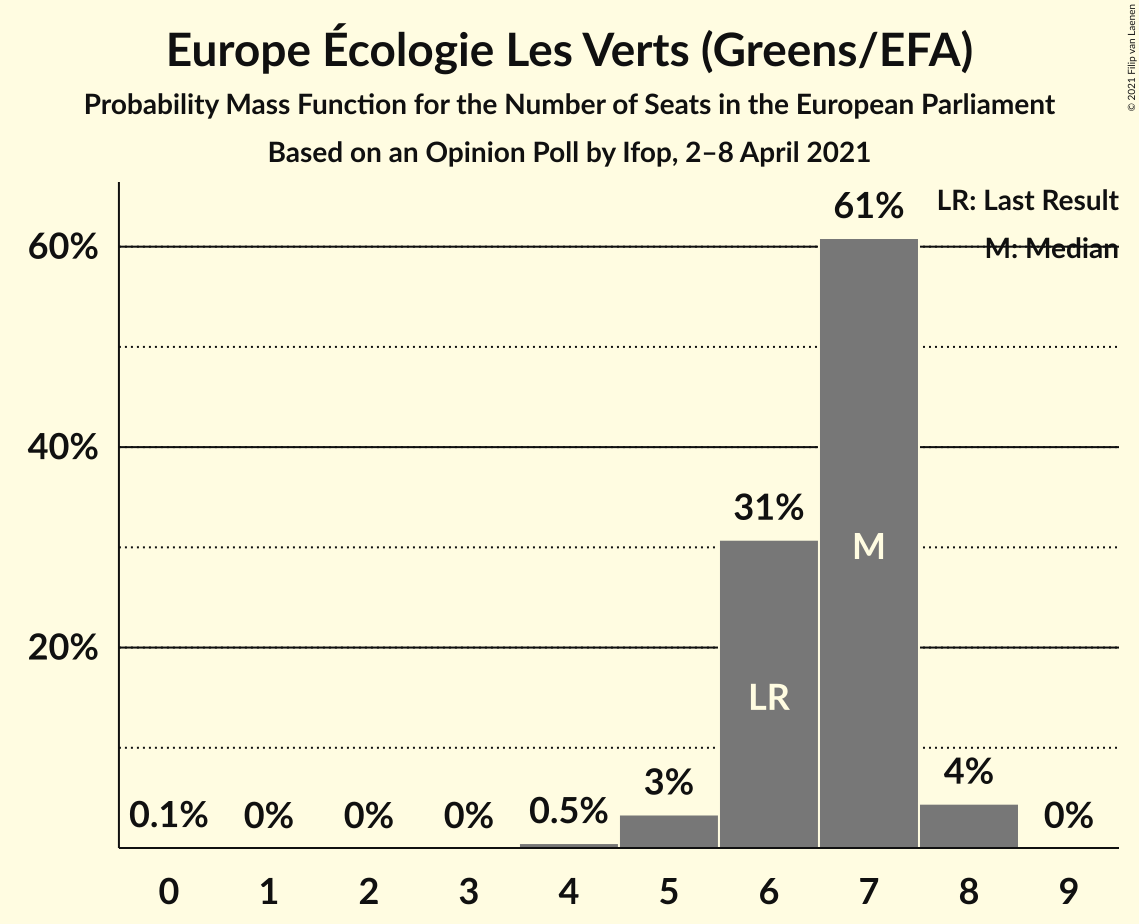 Europe Écologie Les Verts (Greens/EFA)
Probability Mass Function for the Number of Seats in the European Parliament
Based on an Opinion Poll by Ifop, 2–8 April 2021
© 2021 Filip van Laenen
LR: Last Result
M: Median
60%
40%
20%
0.1%
0%
0%
0%
0.5%
3%
31%
61%
4%
0%
LR
M
0 1 2 3 4 5 6 7 8 9